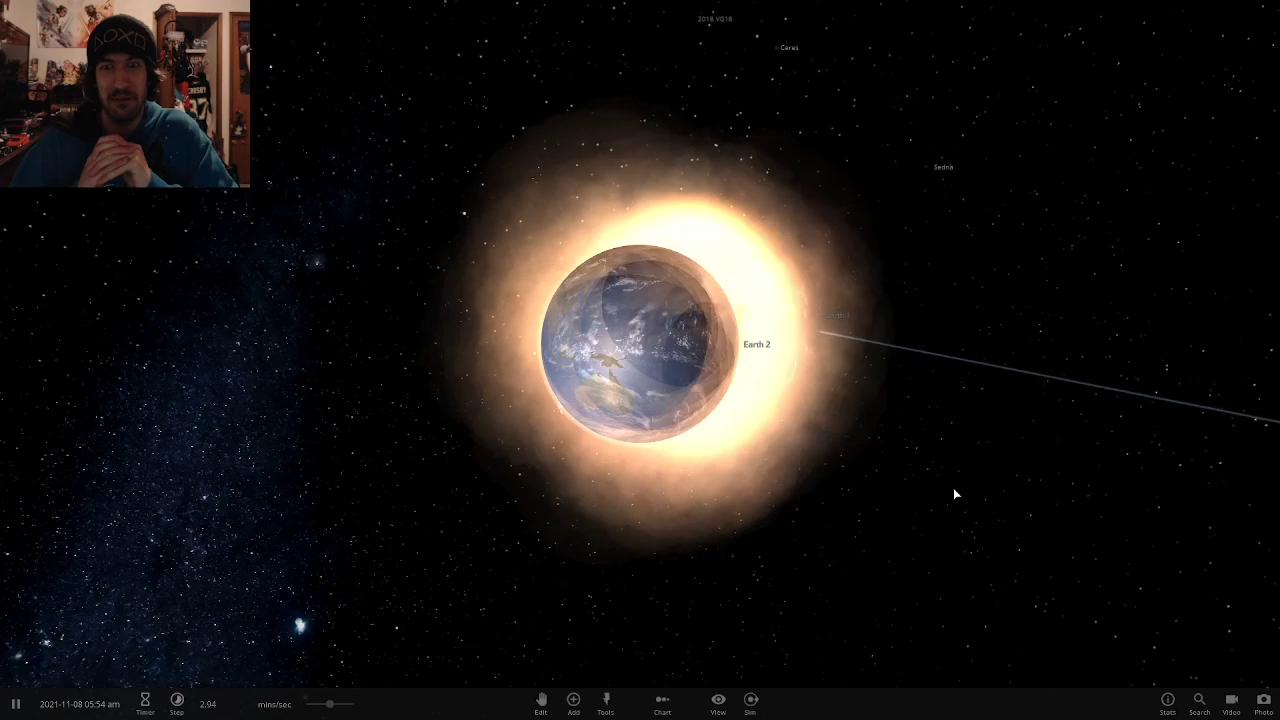 2018 VG18
Ceres
CROSBY
Sedna
Earth 2
2021-11-08 05:54 am
Timer
Step
2.94
mins/sec
Edit
Add
Tools
Chart
View
Sim
Stats
Search
Video
Photo